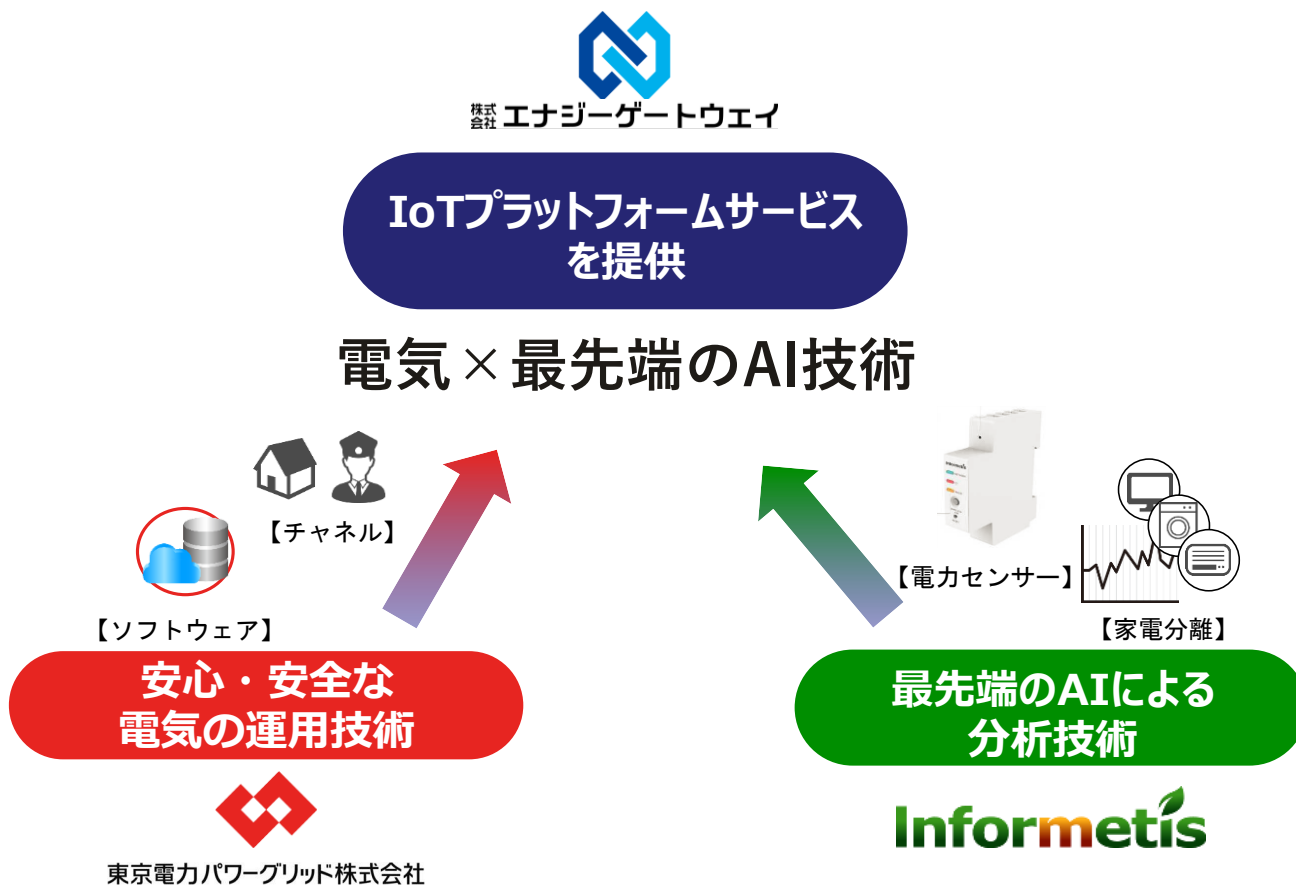 株式会社エナジーゲートウェイ
IoTプラットフォームサービス
を提供
電気×最先端のAI技術
【チャネル】
【ソフトウェア】
【電力センサー】
【家電分離】
安心・安全な
電気の運用技術
最先端のAIによる
分析技術
東京電力パワーグリッド株式会社
Informetis